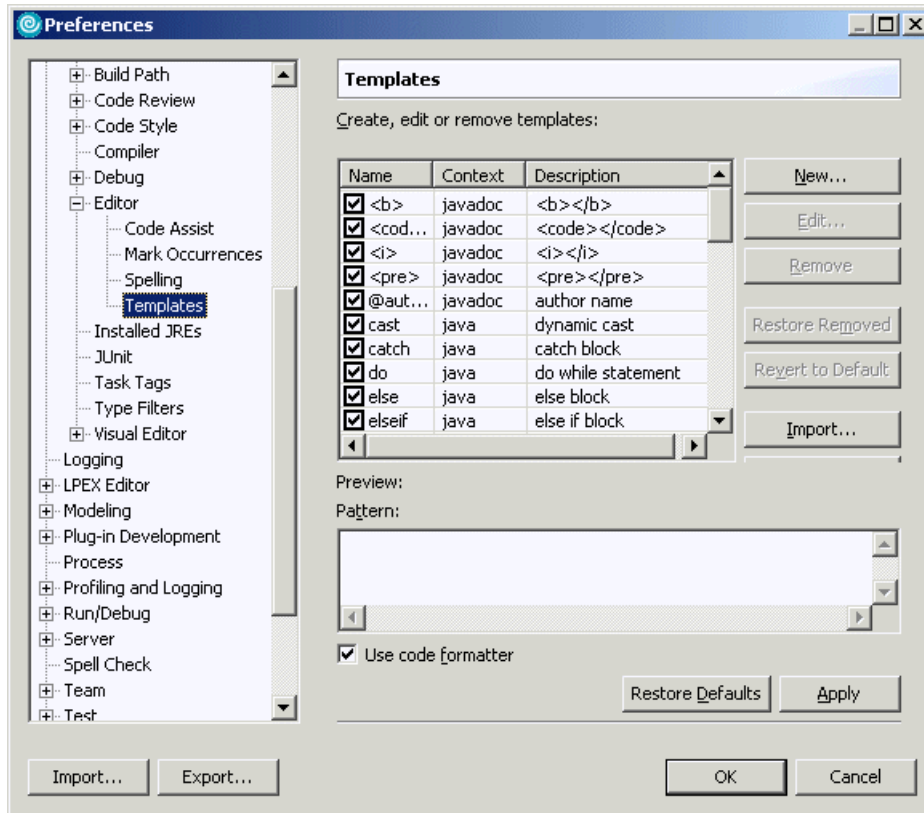 Preferences
Build Path
Code Review
Code Style
Compiler
Debug
Editor
Code Assist
Mark Occurrences
Spelling
Templates
Installed JREs
JUnit
Task Tags
Type Filters
Visual Editor
Logging
LPEX Editor
Modeling
Plug-in Development
Process
Profiling and Logging
Run/Debug
Server
Spell Check
Team
Test
Import... Export...
Templates
Create, edit or remove templates:
Name Context Description
<b> javadoc <b></b>
<cod... javadoc <code></code>
<i> javadoc <i></i>
<pre> javadoc <pre></pre>
@aut... javadoc author name
cast java dynamic cast
catch java catch block
do java do while statement
else java else block
elseif java else if block
New...
Edit...
Remove
Restore Removed
Revert to Default
Import...
Preview:
Pattern:
Use code formatter
Restore Defaults Apply
OK Cancel